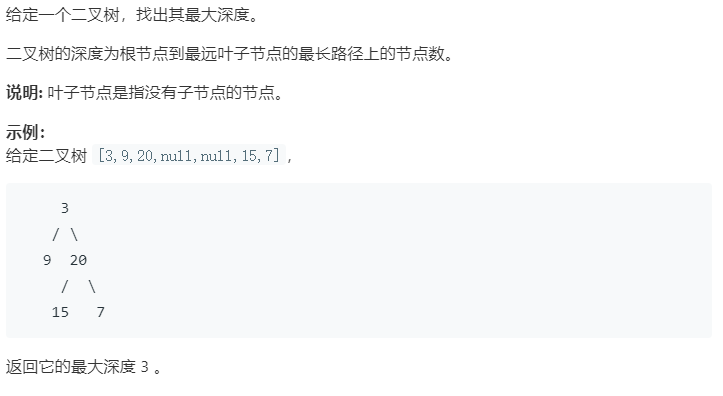 给定一个二叉树，找出其最大深度。
二叉树的深度为根节点到最远叶子节点的最长路径上的节点数。
说明: 叶子节点是指没有子节点的节点。
示例：
给定二叉树 [3,9,20,null,null,15,7]，
3
/ \
9  20
/  \
15   7
返回它的最大深度 3 。